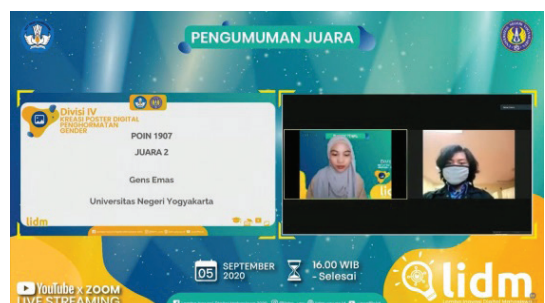 PENGUMUMAN JUARA
Divisi IV
KREASI POSTER DIGITAL
PENGHORMATAN
GENDER
POIN 1907
JUARA 2
Gens Emas
Universitas Negeri Yogyakarta
lidm
05
SEPTEMBER
2020
16.00 WIB
- Selesai
YouTube x ZOOM
LIVE STREAMING
lidm